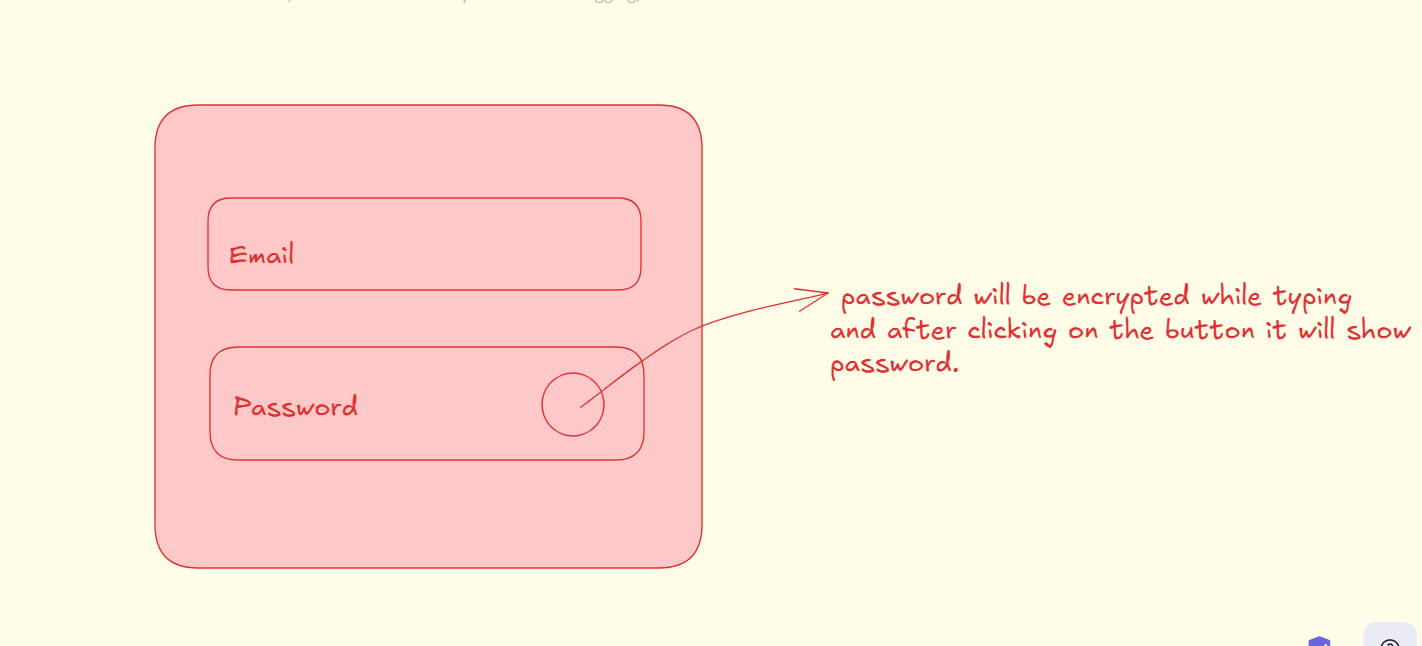 Email
Password
password will be encrypted while typing
and after clicking on the button it will show
password.